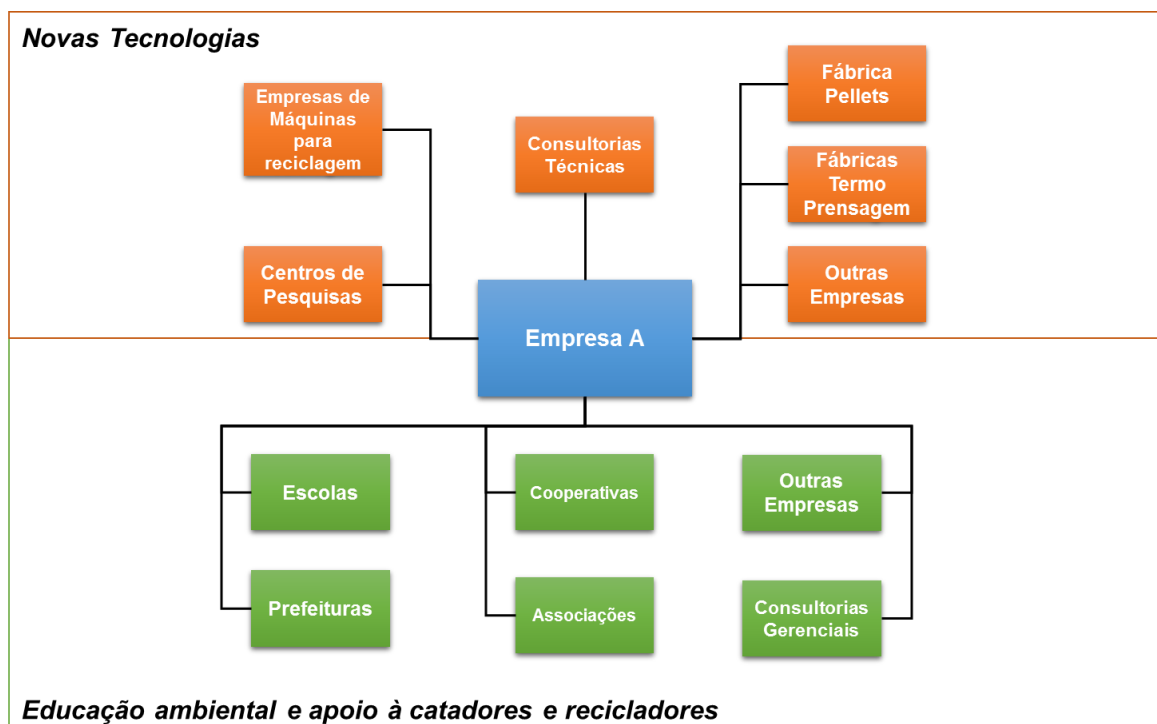 Novas Tecnologias
Empresas de
Máquinas
para
reciclagem
Consultorias
Técnicas
Fábrica
Pellets
Fábricas
Termo
Prensagem
Centros de
Pesquisas
Outras
Empresas
Empresa A
Escolas
Cooperativas
Outras
Empresas
Prefeituras
Associações
Consultorias
Gerenciais
Educação ambiental e apoio à catadores e recicladores